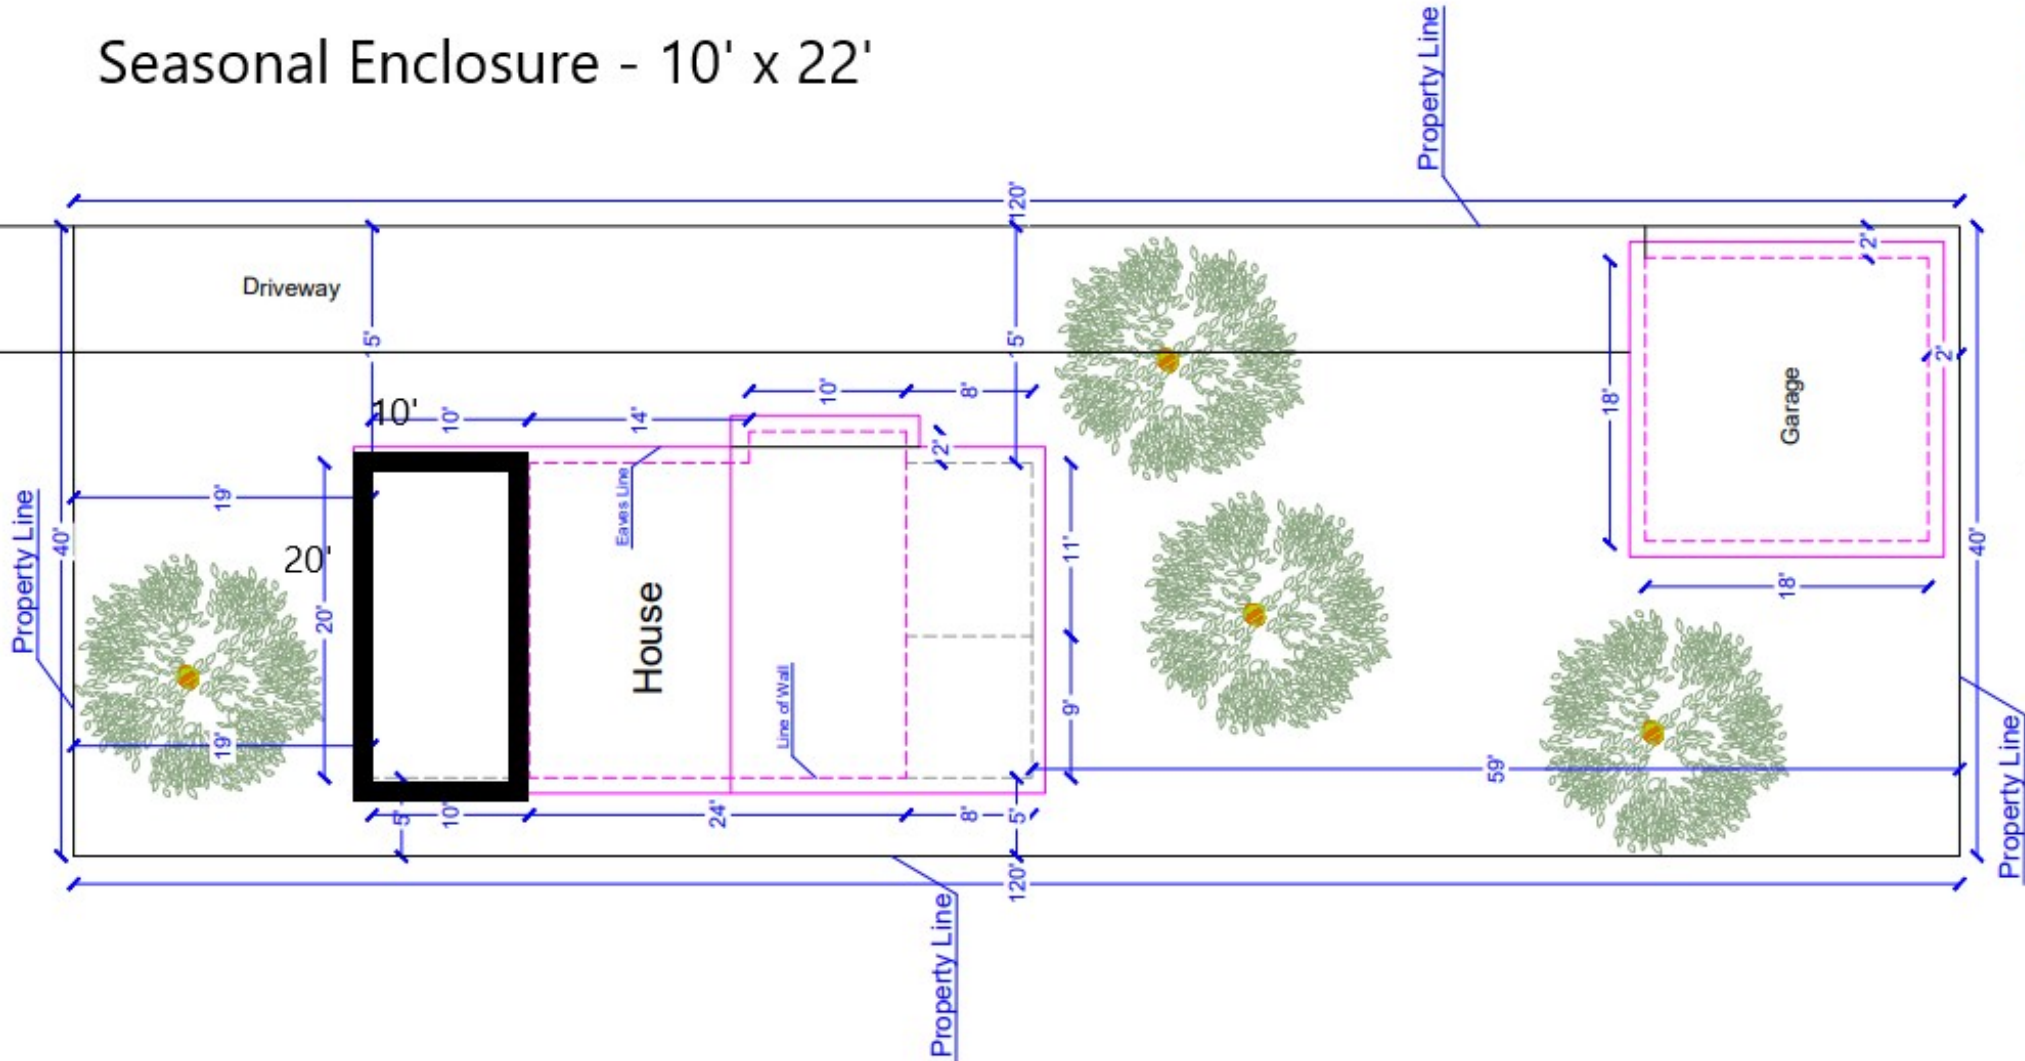 Seasonal Enclosure - 10' x 22'
Property Line
120'
2'
Driveway
5'
5'
2'
10'
8'
18'
Garage
10'
10'
14'
2'
19'
Eaves Line
Property Line
40'
11'
40'
20'
20'
House
18'
Line of Wall
9'
19'
59'
Property Line
5'
10'
24'
8'
5'
120'
Property Line